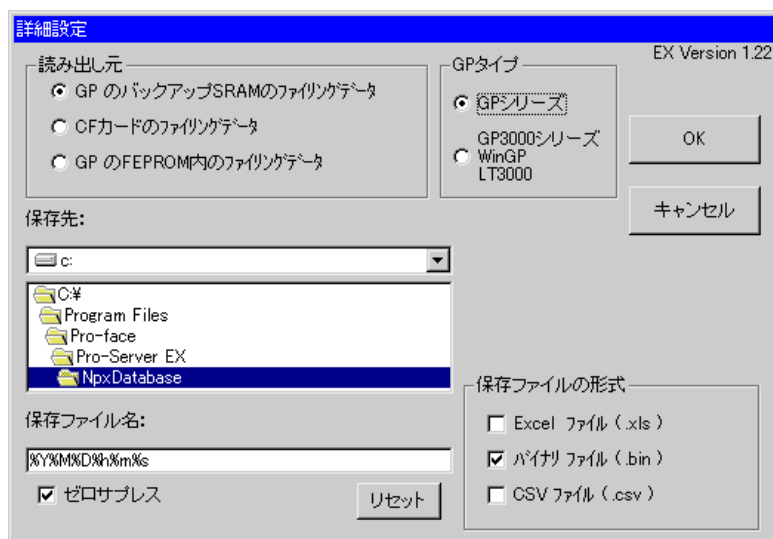 詳細設定
EX Version 1.22
読み出し元
GP のバックアップSRAMのファイリングデータ
CFカードのファイリングデータ
GP のFEPROM内のファイリングデータ
GPタイプ
GPシリーズ
GP3000シリーズ
WinGP
LT3000
OK
キャンセル
保存先:
c:
C:¥
Program Files
Pro-face
Pro-Server EX
NpxDatabase
保存ファイル名:
%Y%M%D%h%m%s
ゼロサプレス
リセット
保存ファイルの形式
Excel ファイル ( .xls )
バイナリ ファイル ( .bin )
CSV ファイル ( .csv )